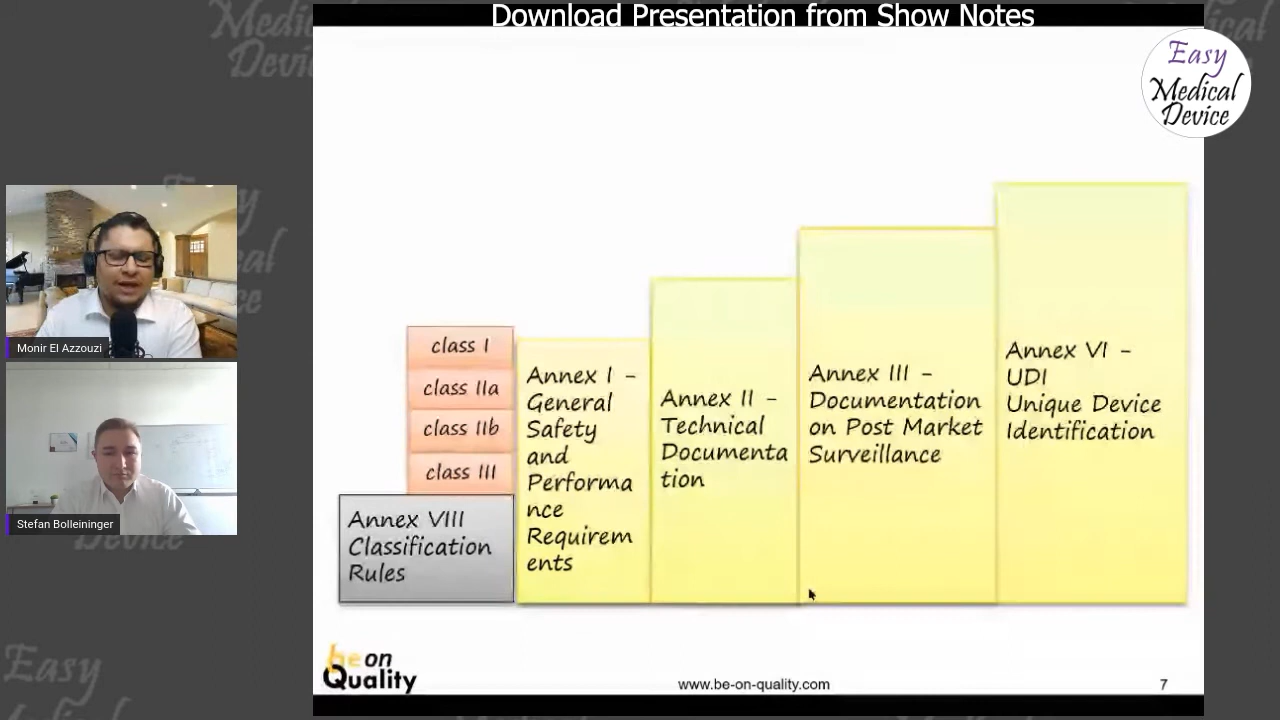 Download Presentation from Show Notes
Easy
Medical
Device
Monir El Azzouzi
Stefan Bolleininger
class I
class IIa
class IIb
class III
Annex VIII
Classification
Rules
Annex I -
General
Safety
and
Performa
nce
Requirem
ents
Annex II -
Technical
Documenta
tion
Annex III -
Documentation
on Post Market
Surveillance
Annex VI -
UDI
Unique Device
Identification
be on
Quality
www.be-on-quality.com
7